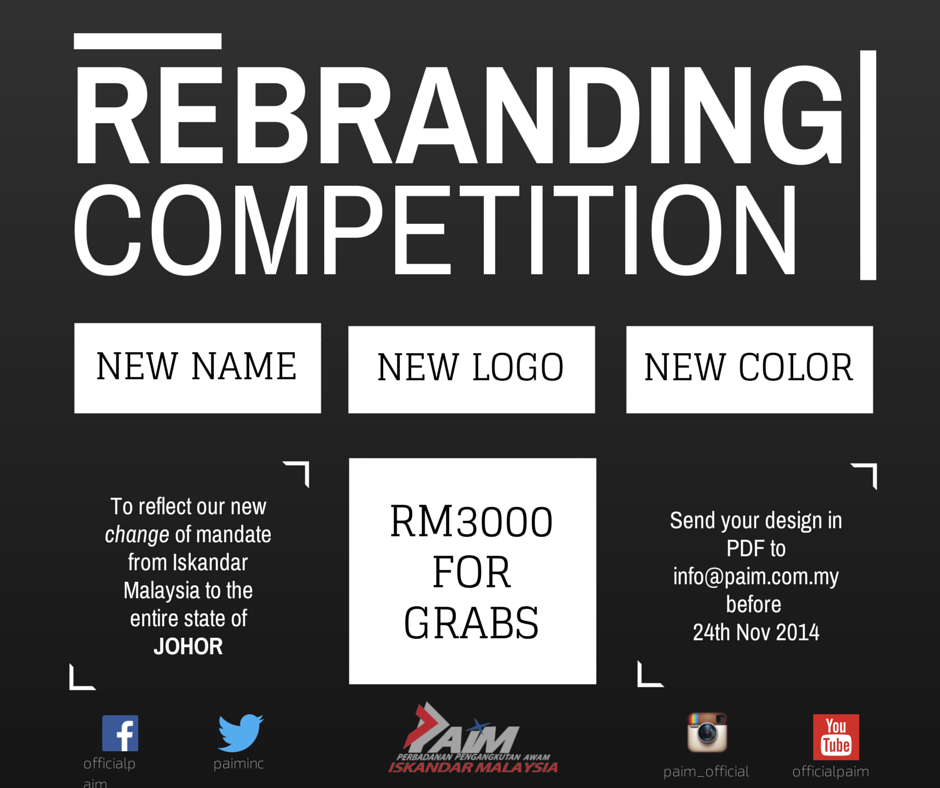 REBRANDING
COMPETITION
NEW NAME
NEW LOGO
NEW COLOR
To reflect our new
change of mandate
from Iskandar
Malaysia to the
entire state of
JOHOR
RM3000
FOR
GRABS
Send your design in
PDF to
info@paim.com.my
before
24th Nov 2014
officialp
aim
paiminc
PAIM
PERBADANAN PENGANGKUTAN AWAM
ISKANDAR MALAYSIA
paim_official
You
Tube
officialpaim